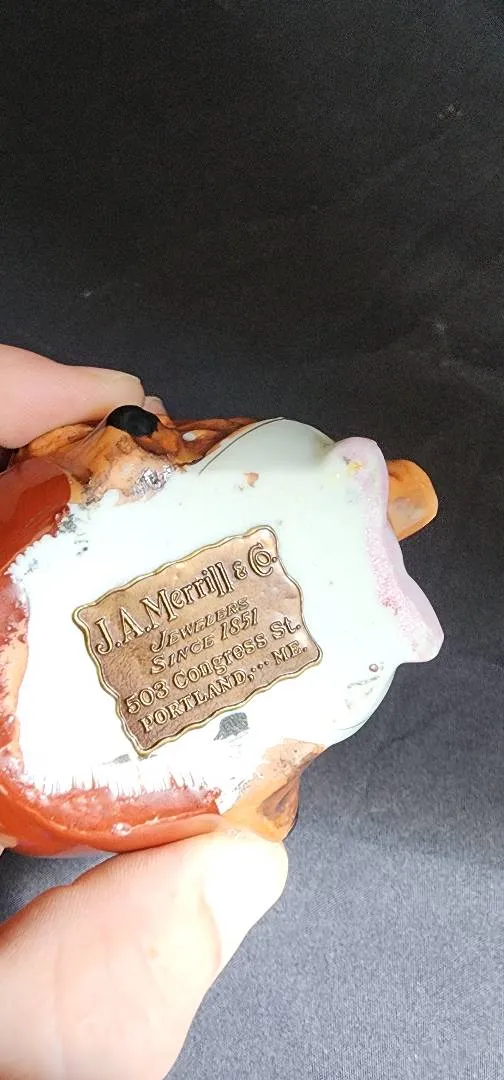 J.A. Merrill & Co.
JEWELERS
SINCE 1851
503 Congress St.
PORTLAND,... ME.